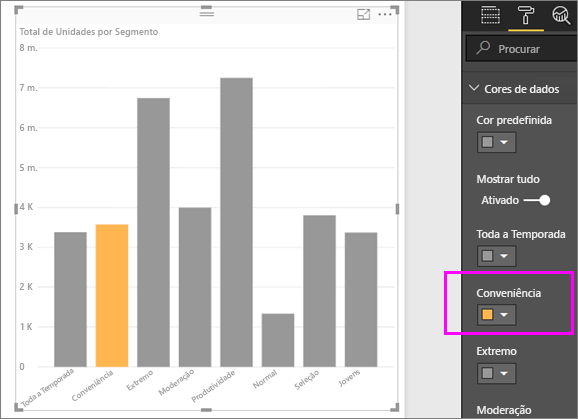 Total de Unidades por Segmento
8 m.
7 m.
6 m.
5 m.
4 K
3 K
2 K
1 K
0
Toda a Temporada
Conveniência
Extremo
Moderação
Produtividade
Normal
Seleção
Jovens
Procurar
Cores de dados
Cor predefinida
Mostrar tudo
Ativado
Toda a Temporada
Conveniência
Extremo
Moderação